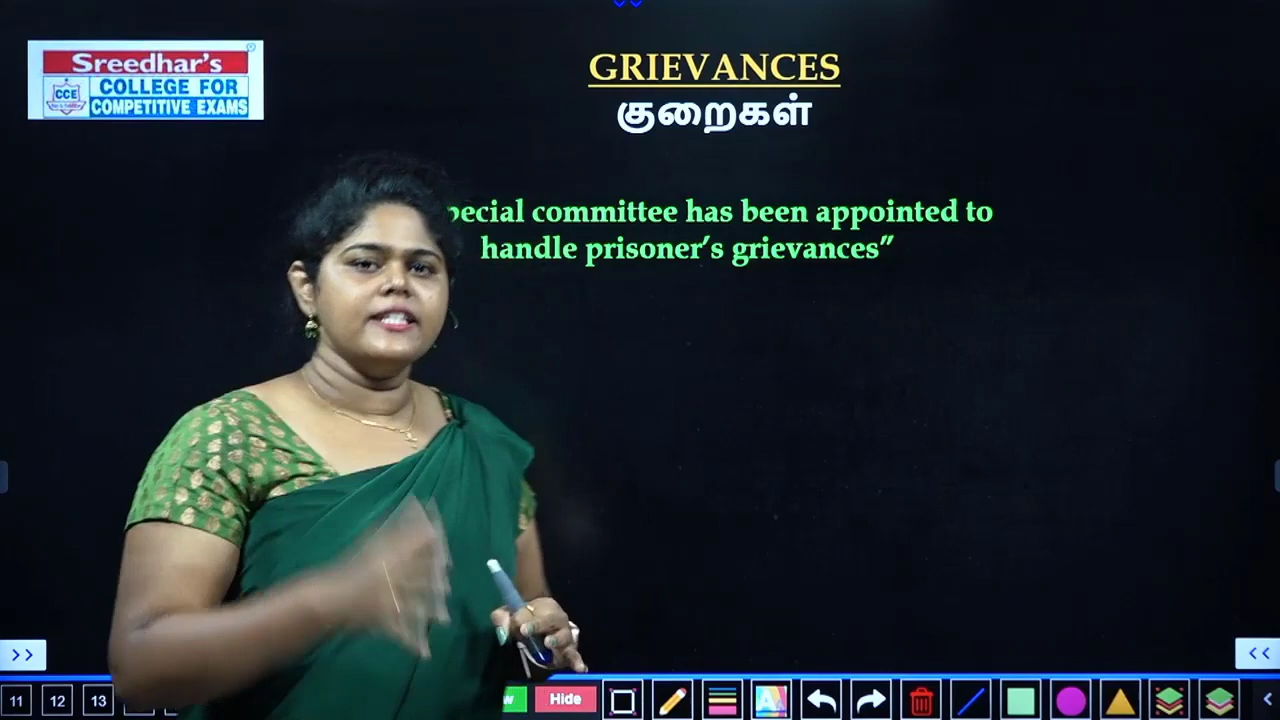 Sreedhar's
CCE
COLLEGE FOR
COMPETITIVE EXAMS
GRIEVANCES
குறைகள்
committee has been appointed to
handle prisoner's grievances”
>>
<<
11 12 13
Hide